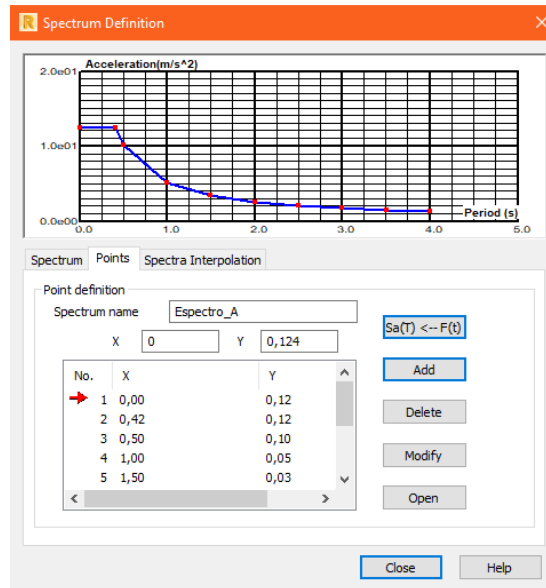 R Spectrum Definition
Acceleration(m/s^2)
2.0e01
1.0e01
0.0e00
Period (s)
0.0 1.0 2.0 3.0 4.0 5.0
Spectrum Points Spectra Interpolation
Point definition
Spectrum name Espectro_A
Sa(T) <-- F(t)
X 0 Y 0,124
No. X Y
Add
1 0,00 0,12
2 0,42 0,12
Delete
3 0,50 0,10
4 1,00 0,05
Modify
5 1,50 0,03
Open
Close Help